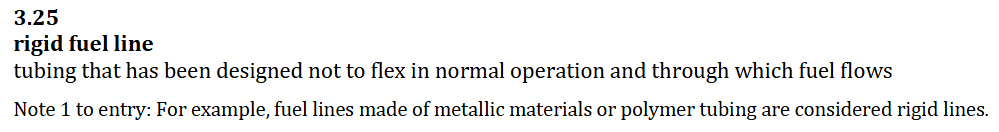 3.25
rigid fuel line
tubing that has been designed not to flex in normal operation and through which fuel flows
Note 1 to entry: For example, fuel lines made of metallic materials or polymer tubing are considered rigid lines.